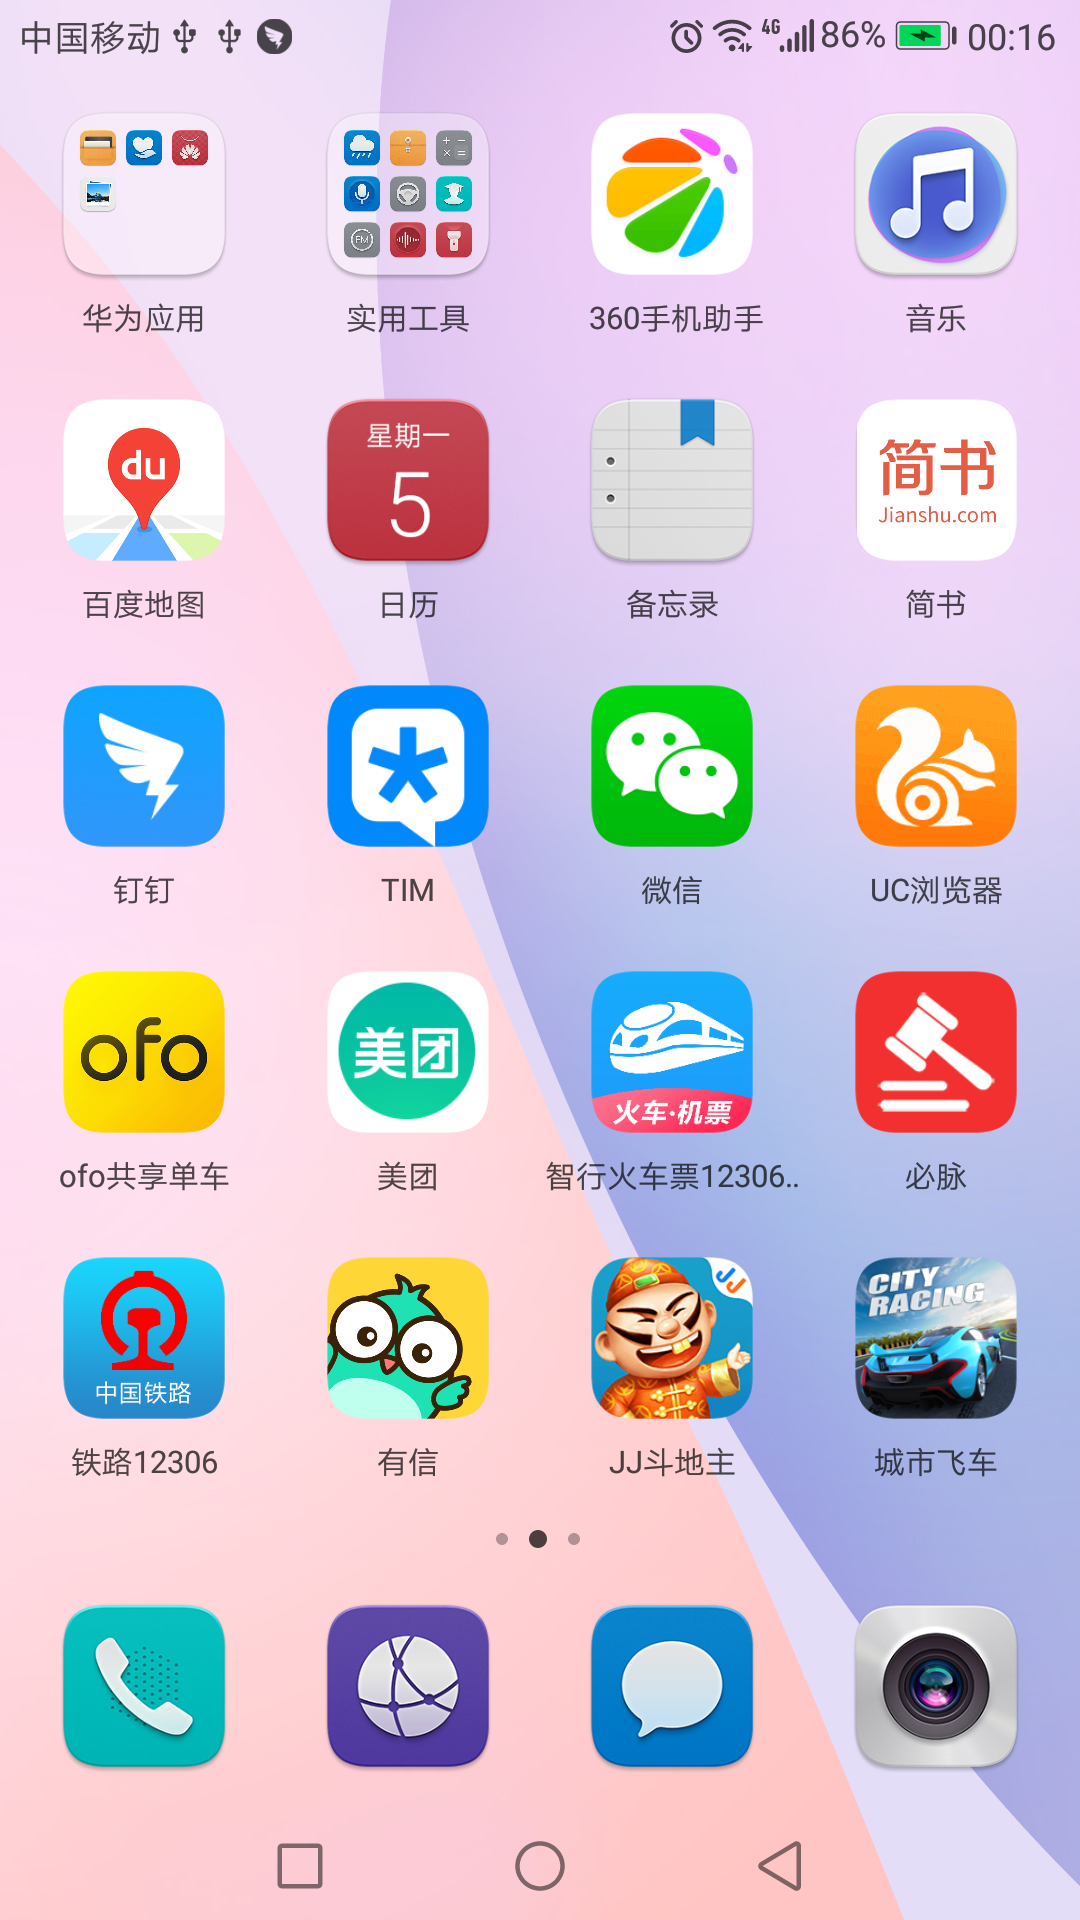 中国移动 4G 86% 00:16
FM
华为应用 实用工具 360手机助手 音乐
du 星期一 5 简书 Jianshu.com
百度地图 日历 备忘录 简书
钉钉 TIM 微信 UC浏览器
ofo 美团 火车·机票
ofo共享单车 美团 智行火车票12306.. 必脉
中国铁路 JJ CITY RACING
铁路12306 有信 JJ斗地主 城市飞车